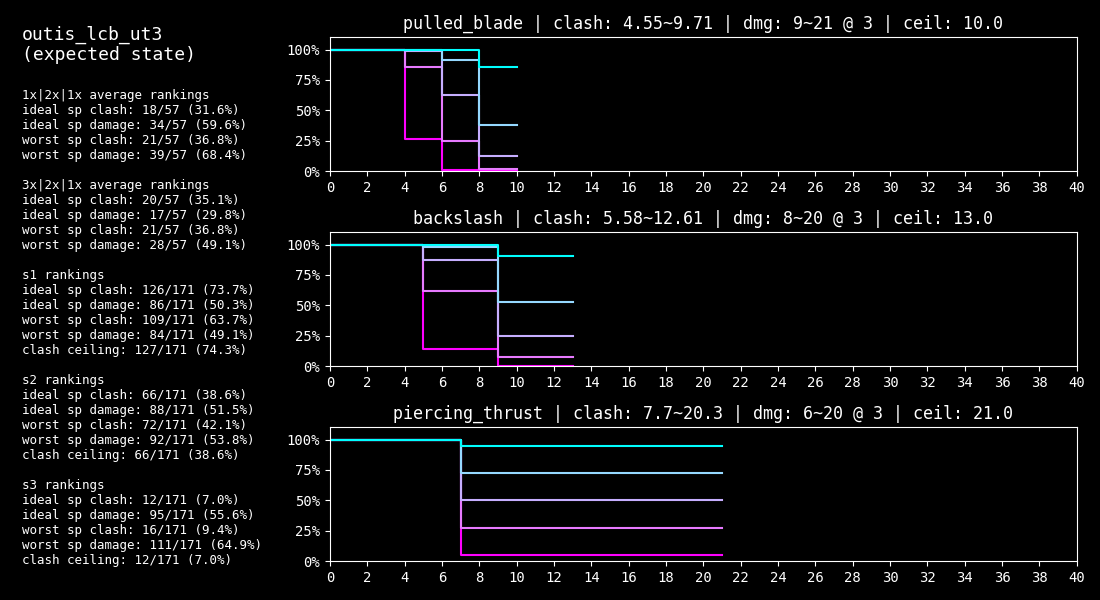 outis_lcb_ut3
(expected state)
1x|2x|1x average rankings
ideal sp clash: 18/57 (31.6%)
ideal sp damage: 34/57 (59.6%)
worst sp clash: 21/57 (36.8%)
worst sp damage: 39/57 (68.4%)
3x|2x|1x average rankings
ideal sp clash: 20/57 (35.1%)
ideal sp damage: 17/57 (29.8%)
worst sp clash: 21/57 (36.8%)
worst sp damage: 28/57 (49.1%)
s1 rankings
ideal sp clash: 126/171 (73.7%)
ideal sp damage: 86/171 (50.3%)
worst sp clash: 109/171 (63.7%)
worst sp damage: 84/171 (49.1%)
clash ceiling: 127/171 (74.3%)
s2 rankings
ideal sp clash: 66/171 (38.6%)
ideal sp damage: 88/171 (51.5%)
worst sp clash: 72/171 (42.1%)
worst sp damage: 92/171 (53.8%)
clash ceiling: 66/171 (38.6%)
s3 rankings
ideal sp clash: 12/171 (7.0%)
ideal sp damage: 95/171 (55.6%)
worst sp clash: 16/171 (9.4%)
worst sp damage: 111/171 (64.9%)
clash ceiling: 12/171 (7.0%)
pulled_blade | clash: 4.55~9.71 | dmg: 9~21 @ 3 | ceil: 10.0
100%
75%
50%
25%
0%
0 2 4 6 8 10 12 14 16 18 20 22 24 26 28 30 32 34 36 38 40
backslash | clash: 5.58~12.61 | dmg: 8~20 @ 3 | ceil: 13.0
100%
75%
50%
25%
0%
0 2 4 6 8 10 12 14 16 18 20 22 24 26 28 30 32 34 36 38 40
piercing_thrust | clash: 7.7~20.3 | dmg: 6~20 @ 3 | ceil: 21.0
100%
75%
50%
25%
0%
0 2 4 6 8 10 12 14 16 18 20 22 24 26 28 30 32 34 36 38 40